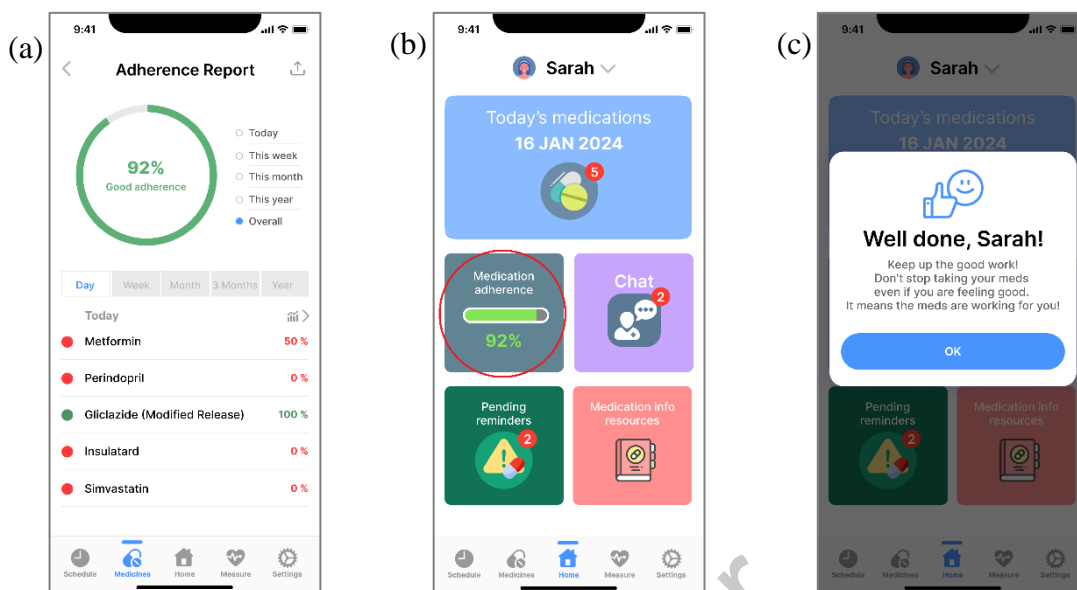 (a)
9:41
Adherence Report
92%
Good adherence
Today
This week
This month
This year
Overall
Day Week Month 3 Months Year
Today
Metformin 50 %
Perindopril 0 %
Gliclazide (Modified Release) 100 %
Insulatard 0 %
Simvastatin 0 %
Schedule Medicines Home Measure Settings
(b)
9:41
Sarah
Today's medications
16 JAN 2024
5
Medication
adherence
92%
Chat
2
Pending
reminders
2
Medication info
resources
Schedule Medicines Home Measure Settings
(c)
9:41
Sarah
Today's medications
16 JAN 2024
Well done, Sarah!
Keep up the good work!
Don't stop taking your meds
even if you are feeling good.
It means the meds are working for you!
OK
Pending
reminders
2
Medication info
resources
Schedule Medicines Home Measure Settings
r